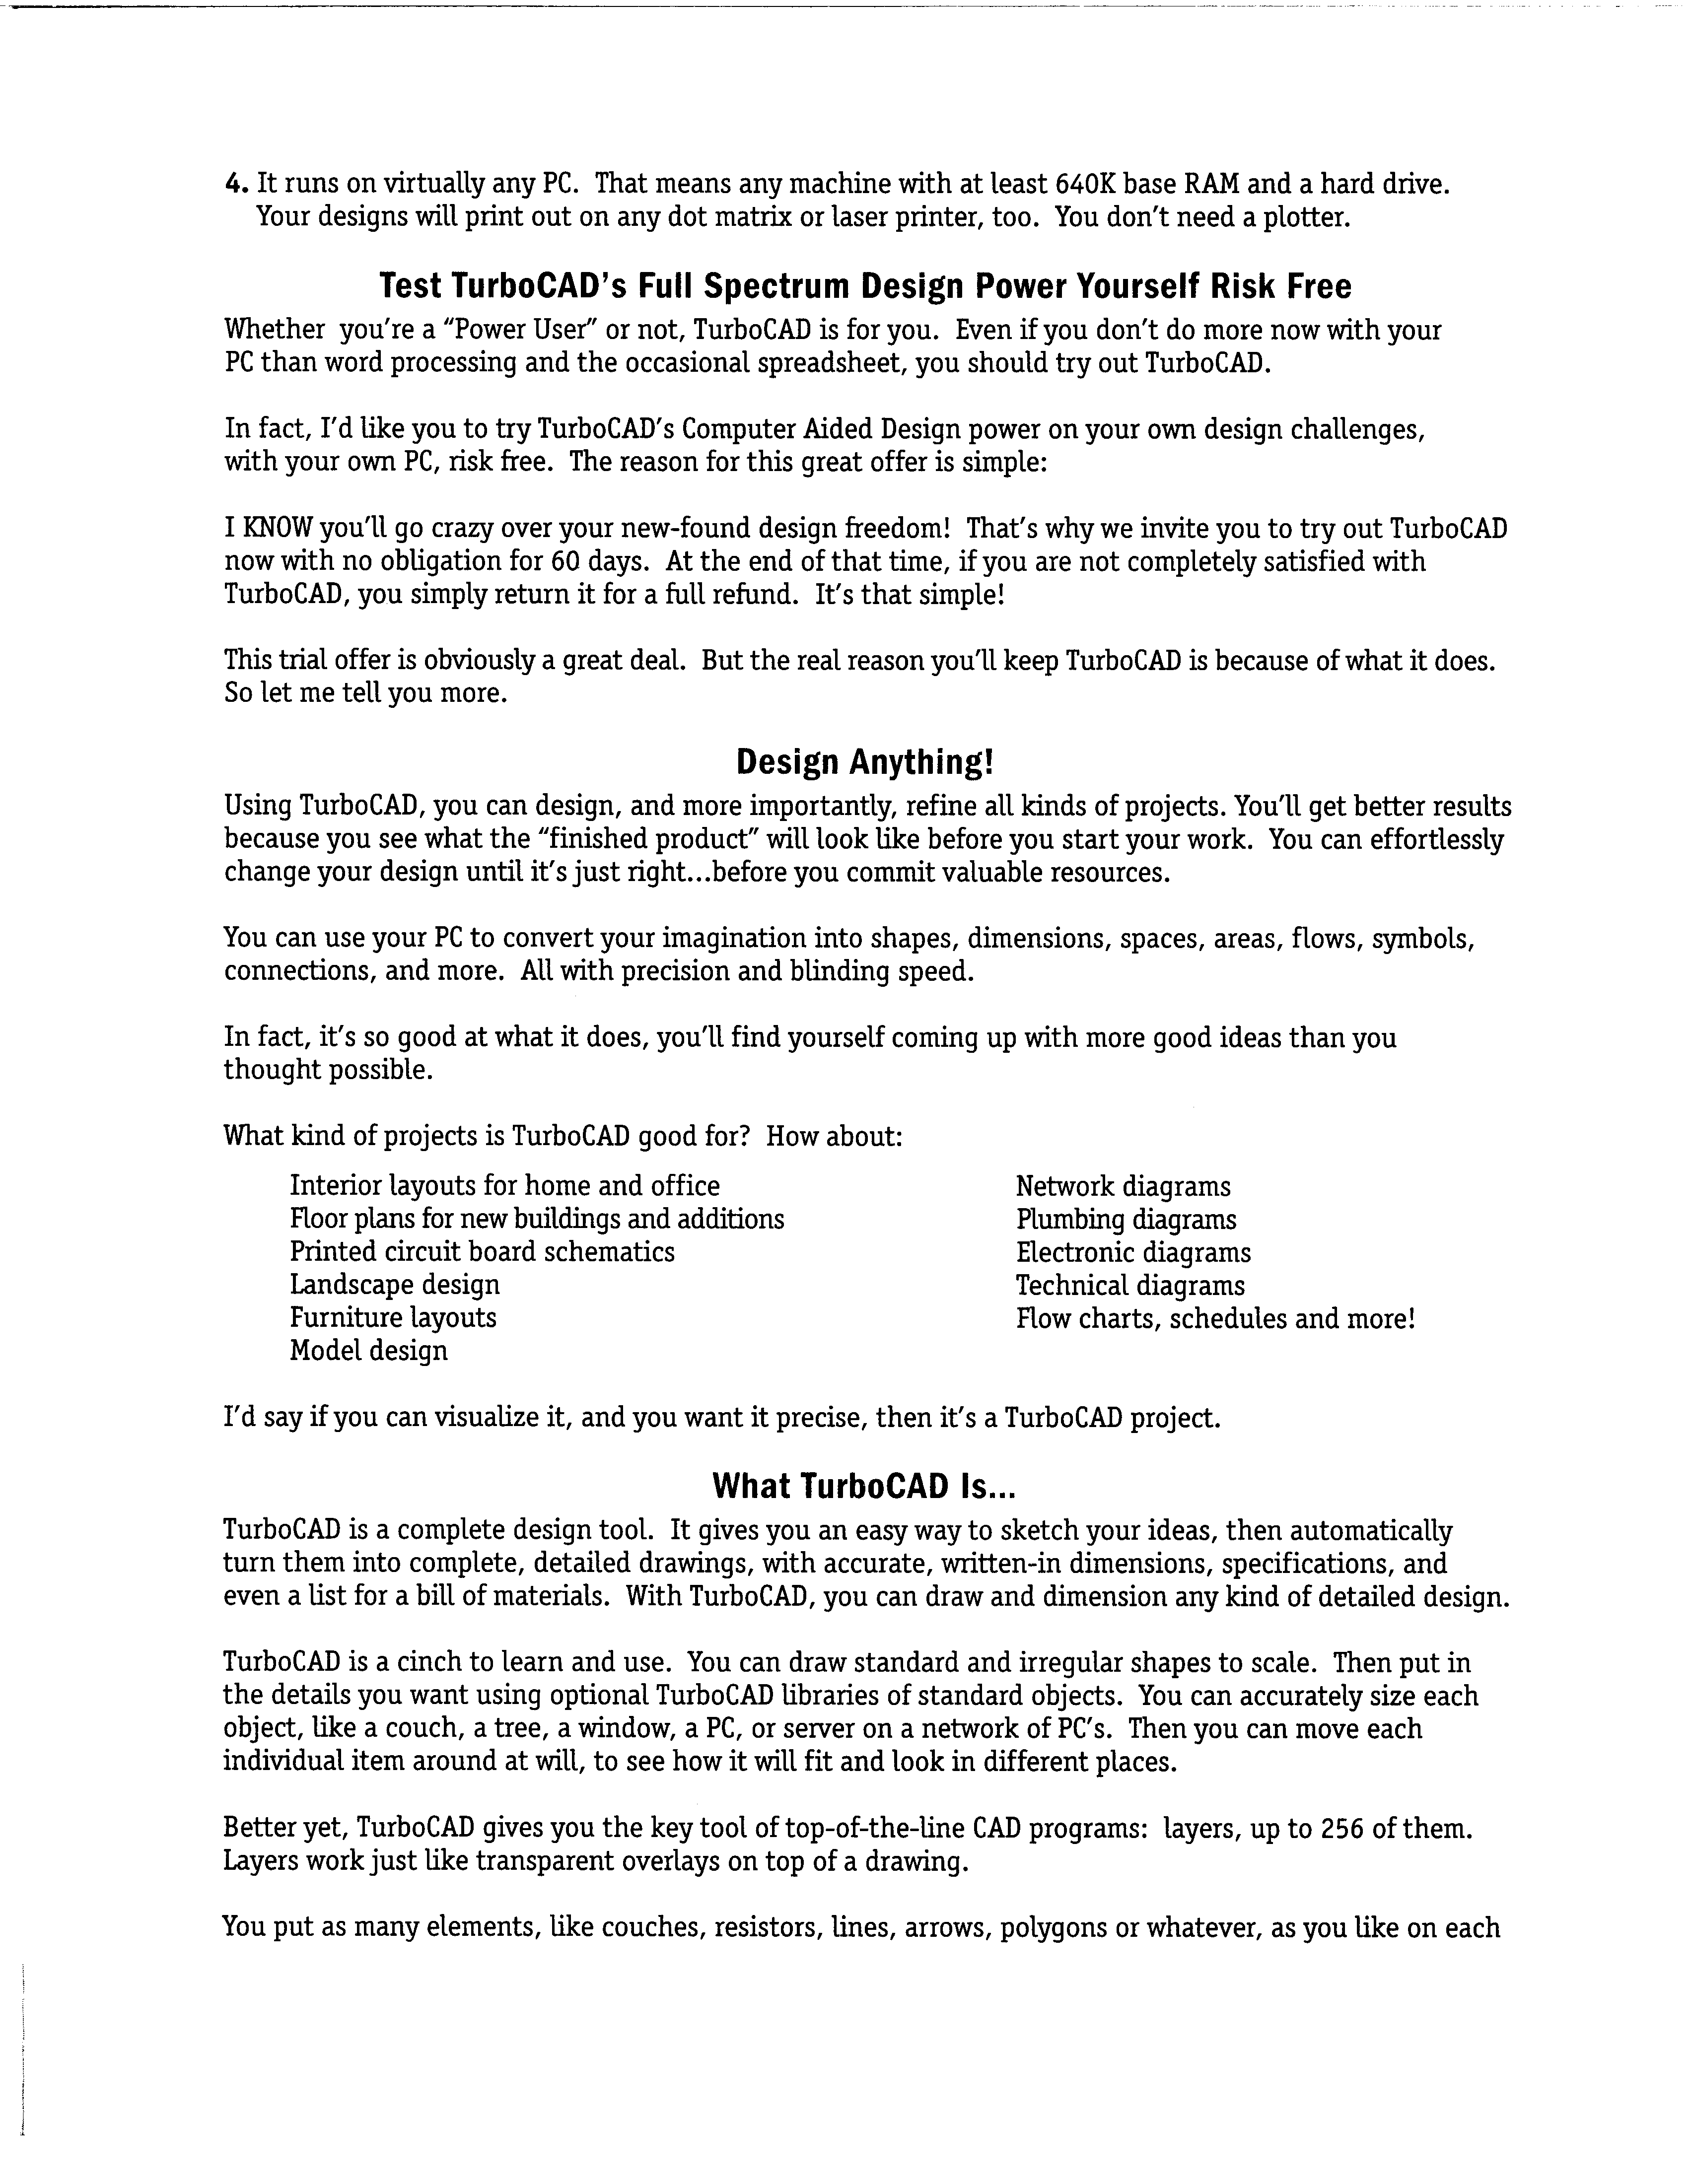 4. It runs on virtually any PC.  That means any machine with at least 640K base RAM and a hard drive.
Your designs will print out on any dot matrix or laser printer, too.  You don't need a plotter.
Test TurboCAD's Full Spectrum Design Power Yourself Risk Free
Whether  you're a "Power User" or not, TurboCAD is for you.  Even if you don't do more now with your
PC than word processing and the occasional spreadsheet, you should try out TurboCAD.
In fact, I'd like you to try TurboCAD's Computer Aided Design power on your own design challenges,
with your own PC, risk free.  The reason for this great offer is simple:
I KNOW you'll go crazy over your new-found design freedom!  That's why we invite you to try out TurboCAD
now with no obligation for 60 days.  At the end of that time, if you are not completely satisfied with
TurboCAD, you simply return it for a full refund.  It's that simple!
This trial offer is obviously a great deal.  But the real reason you'll keep TurboCAD is because of what it does.
So let me tell you more.
Design Anything!
Using TurboCAD, you can design, and more importantly, refine all kinds of projects. You'll get better results
because you see what the "finished product" will look like before you start your work.  You can effortlessly
change your design until it's just right...before you commit valuable resources.
You can use your PC to convert your imagination into shapes, dimensions, spaces, areas, flows, symbols,
connections, and more.  All with precision and blinding speed.
In fact, it's so good at what it does, you'll find yourself coming up with more good ideas than you
thought possible.
What kind of projects is TurboCAD good for?  How about:
Interior layouts for home and office
Floor plans for new buildings and additions
Printed circuit board schematics
Landscape design
Furniture layouts
Model design
Network diagrams
Plumbing diagrams
Electronic diagrams
Technical diagrams
Flow charts, schedules and more!
I'd say if you can visualize it, and you want it precise, then it's a TurboCAD project.
What TurboCAD Is...
TurboCAD is a complete design tool.  It gives you an easy way to sketch your ideas, then automatically
turn them into complete, detailed drawings, with accurate, written-in dimensions, specifications, and
even a list for a bill of materials.  With TurboCAD, you can draw and dimension any kind of detailed design.
TurboCAD is a cinch to learn and use.  You can draw standard and irregular shapes to scale.  Then put in
the details you want using optional TurboCAD libraries of standard objects.  You can accurately size each
object, like a couch, a tree, a window, a PC, or server on a network of PC's.  Then you can move each
individual item around at will, to see how it will fit and look in different places.
Better yet, TurboCAD gives you the key tool of top-of-the-line CAD programs:  layers, up to 256 of them.
Layers work just like transparent overlays on top of a drawing.
You put as many elements, like couches, resistors, lines, arrows, polygons or whatever, as you like on each